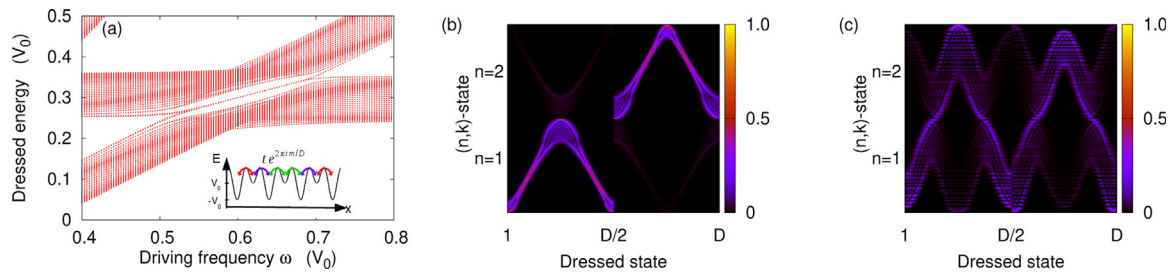 (a)
Dressed energy (V₀)
0.5
0.4
0.3
0.2
0.1
0
E
V₀
-V₀
t e^{2πim/D}
x
0.4 0.5 0.6 0.7 0.8
Driving frequency ω (V₀)
(b)
(n,k)-state
n=2
n=1
1 D/2 D
Dressed state
1.0
0.5
0
(c)
(n,k)-state
n=2
n=1
1 D/2 D
Dressed state
1.0
0.5
0